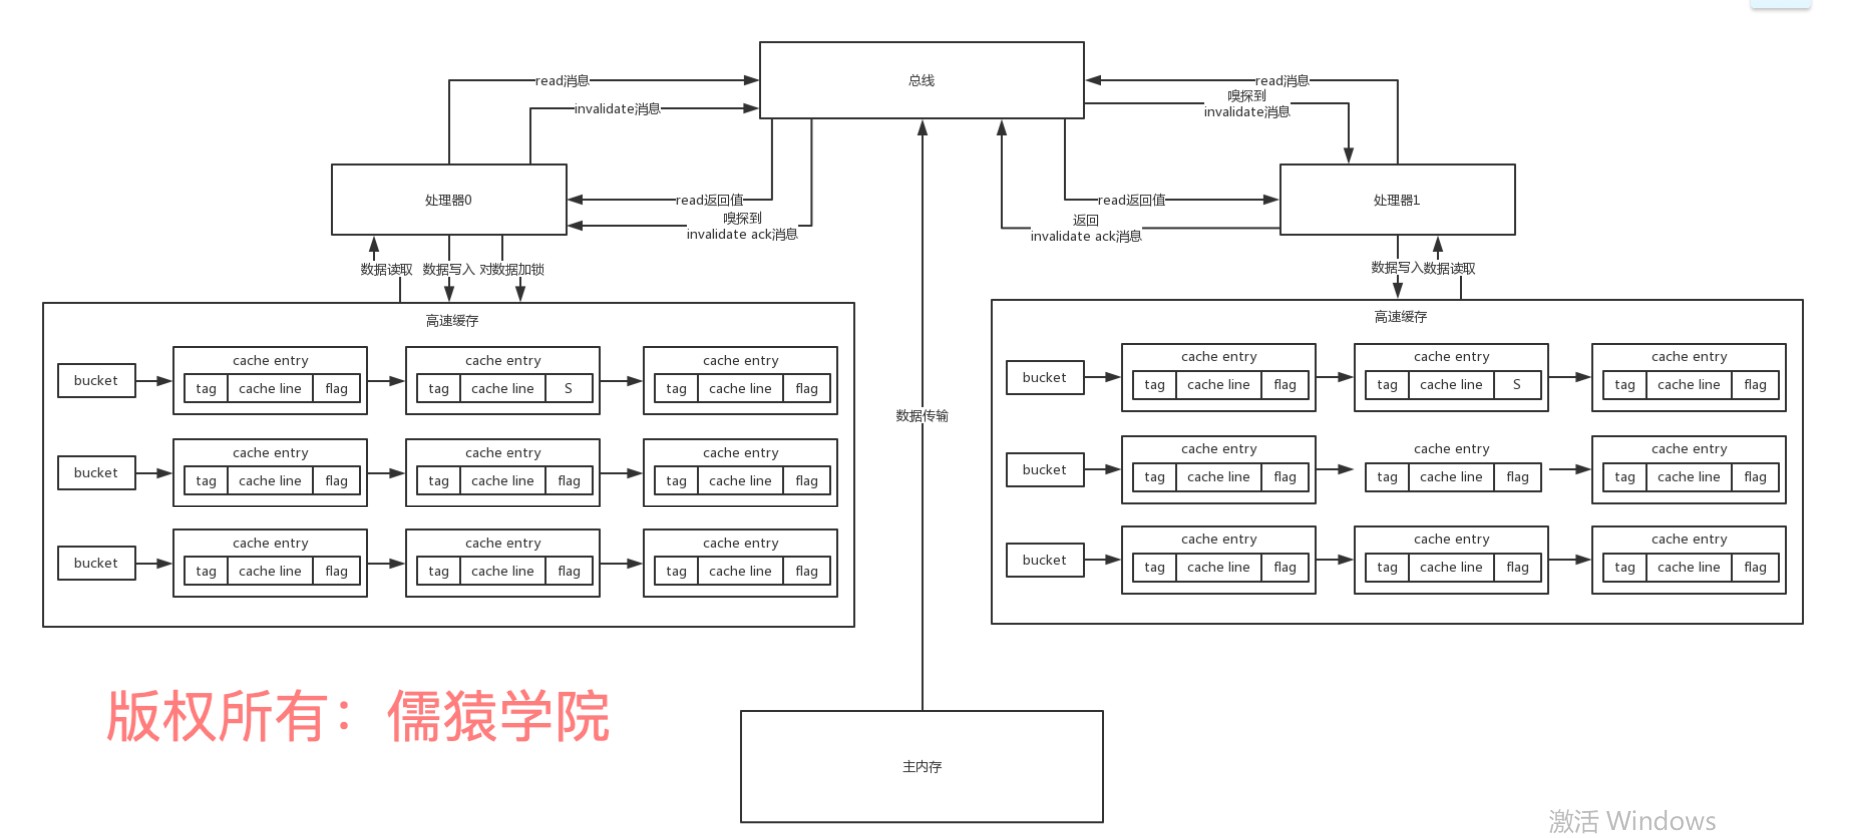 总线
read消息
invalidate消息
read消息
嗅探到
invalidate消息
处理器0
read返回值
嗅探到
invalidate ack消息
read返回值
返回
invalidate ack消息
处理器1
数据读取
数据写入
对数据加锁
数据写入
数据读取
高速缓存
bucket
cache entry
tag cache line flag
cache entry
tag cache line S
cache entry
tag cache line flag
bucket
cache entry
tag cache line flag
cache entry
tag cache line flag
cache entry
tag cache line flag
bucket
cache entry
tag cache line flag
cache entry
tag cache line flag
cache entry
tag cache line flag
数据传输
高速缓存
bucket
cache entry
tag cache line flag
cache entry
tag cache line S
cache entry
tag cache line flag
bucket
cache entry
tag cache line flag
cache entry
tag cache line flag
cache entry
tag cache line flag
bucket
cache entry
tag cache line flag
cache entry
tag cache line flag
cache entry
tag cache line flag
版权所有：儒猿学院
主内存
激活 Windows